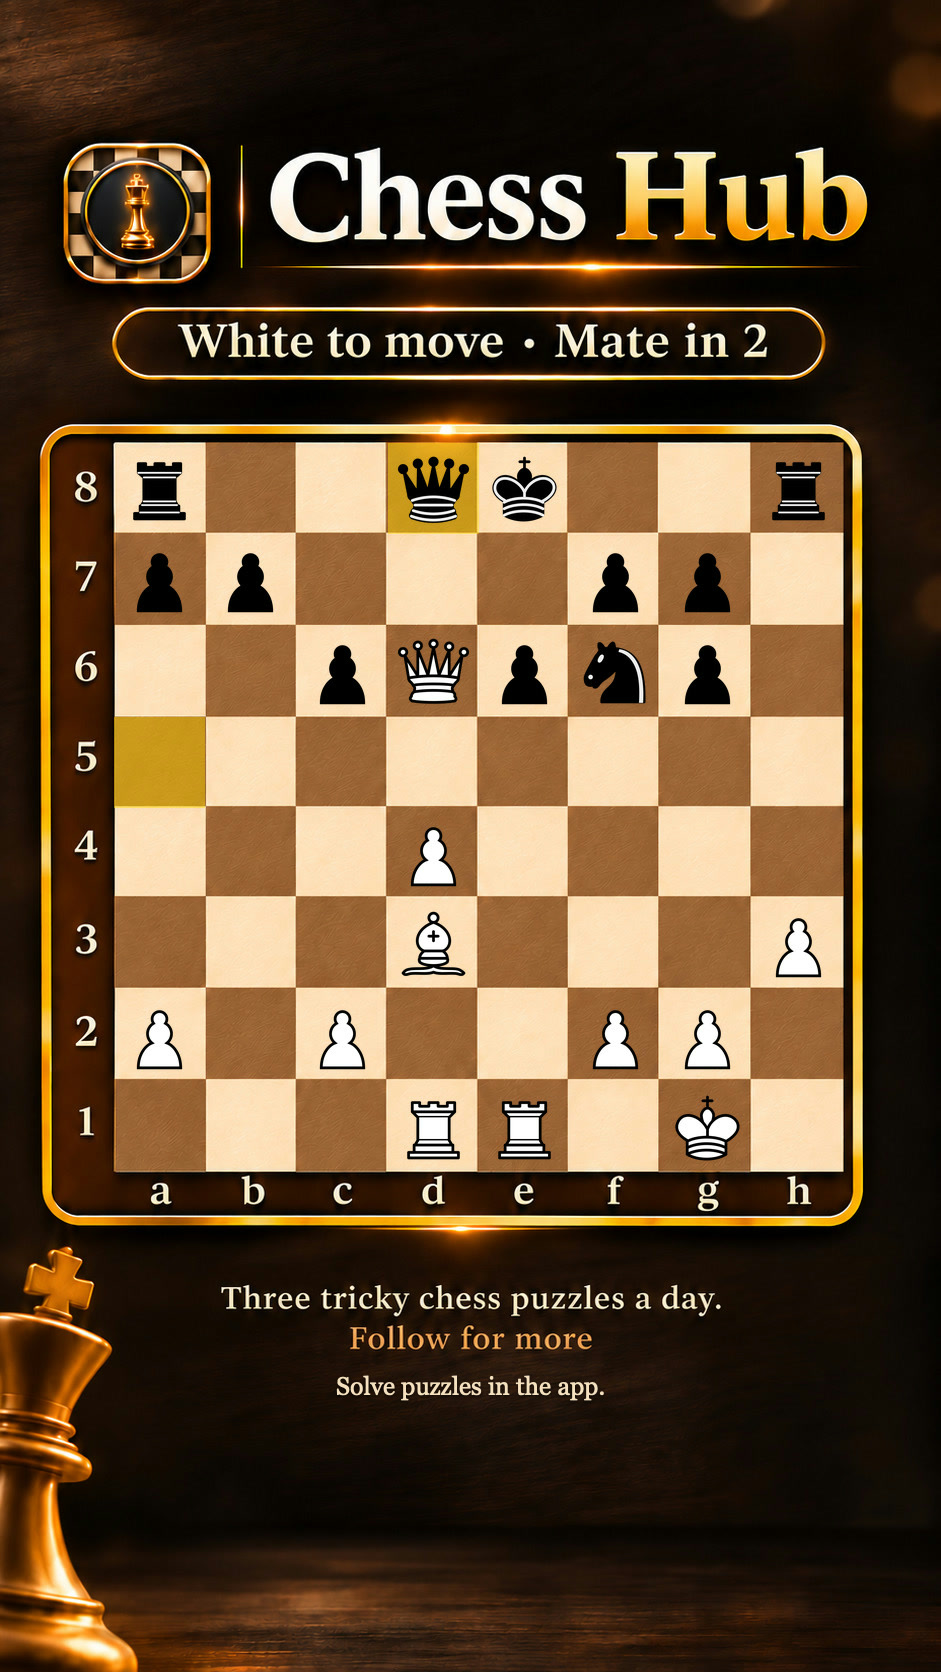 Chess Hub
White to move • Mate in 2
8
7
6
5
4
3
2
1
a b c d e f g h
Three tricky chess puzzles a day.
Follow for more
Solve puzzles in the app.